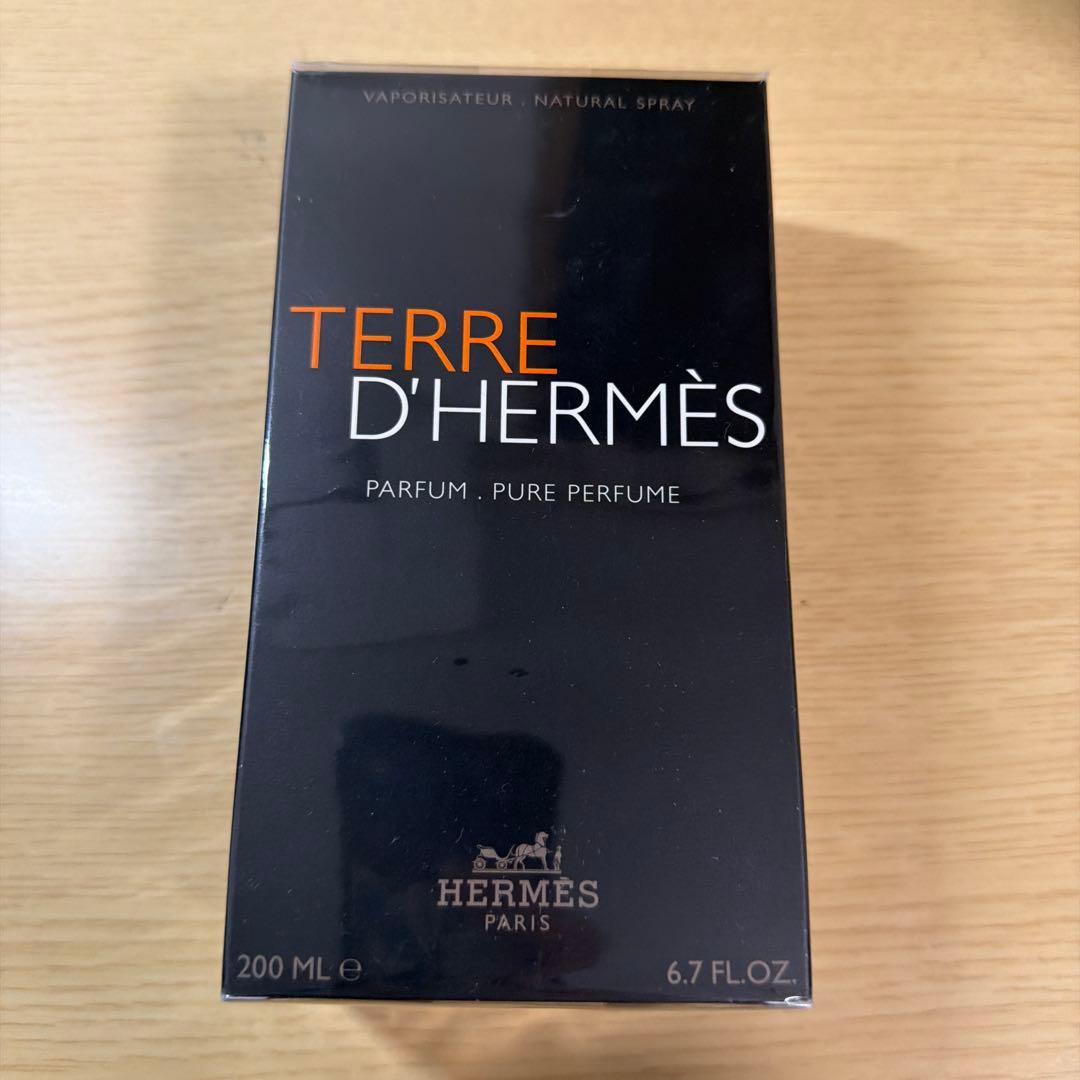 VAPORISATEUR . NATURAL SPRAY
TERRE
D'HERMÈS
PARFUM . PURE PERFUME
HERMÈS
PARIS
200 ML ℮
6.7 FL.OZ.